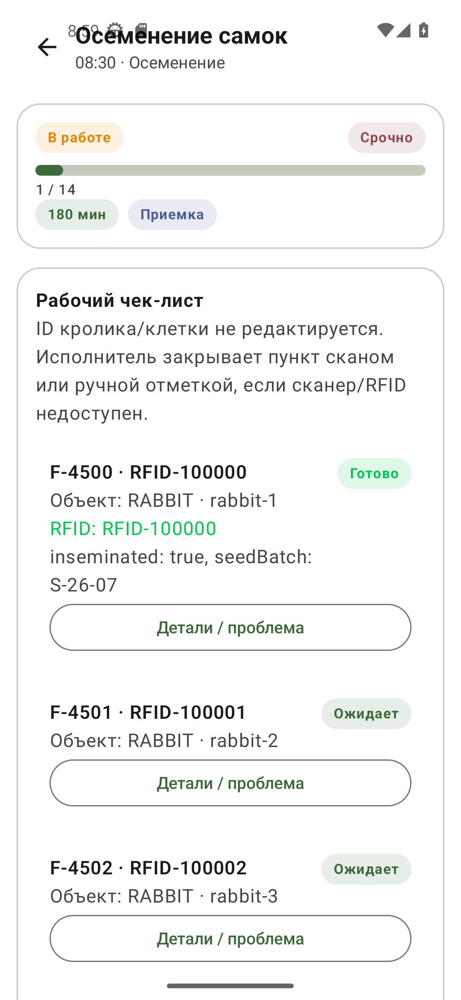 8:59
Осеменение самок
08:30 · Осеменение
В работе
Срочно
1 / 14
180 мин
Приемка
Рабочий чек-лист
ID кролика/клетки не редактируется.
Исполнитель закрывает пункт сканом
или ручной отметкой, если сканер/RFID
недоступен.
F-4500 · RFID-100000
Готово
Объект: RABBIT · rabbit-1
RFID: RFID-100000
inseminated: true, seedBatch:
S-26-07
Детали / проблема
F-4501 · RFID-100001
Ожидает
Объект: RABBIT · rabbit-2
Детали / проблема
F-4502 · RFID-100002
Ожидает
Объект: RABBIT · rabbit-3
Детали / проблема